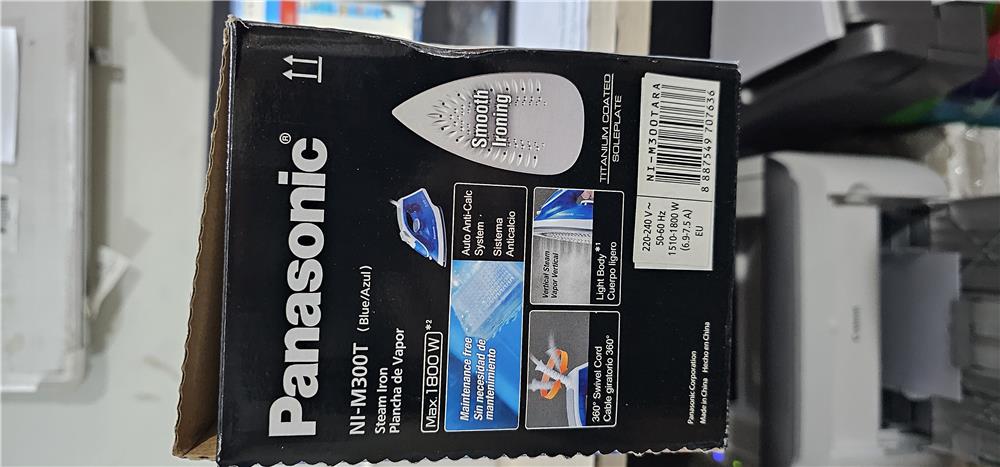 Panasonic®
NI-M300T (Blue/Azul)
Steam Iron
Plancha de Vapor
Max.1800W*2
Maintenance free
Sin necesidad de
mantenimiento
Auto Anti-Calc
System
Sistema
Anticalcio
Smooth
Ironing
TITANIUM COATED
SOLEPLATE
360° Swivel Cord
Cable giratorio 360°
Vertical Steam
Vapor Vertical
Light Body*1
Cuerpo ligero
220-240 V ~
50-60 Hz
1510-1800 W
(6.9-7.5 A)
EU
NI-M300TARA
8 887549 707636
Panasonic Corporation
Made in China Hecho en China
Canon